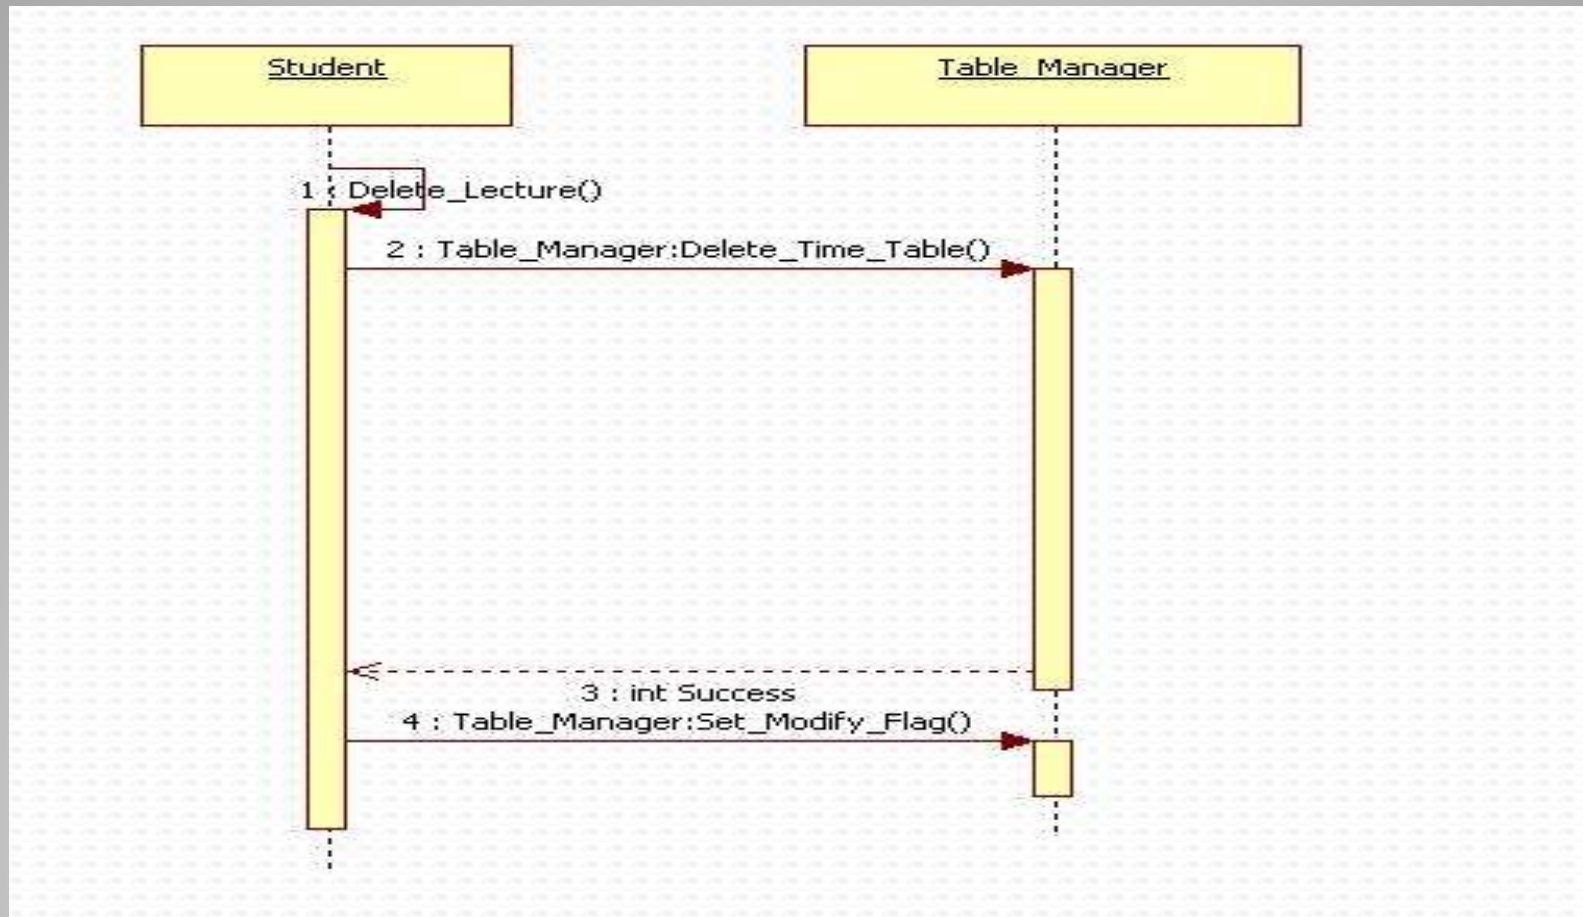 Student
Table_Manager
1 : Delete_Lecture()
2 : Table_Manager:Delete_Time_Table()
3 : int Success
4 : Table_Manager:Set_Modify_Flag()